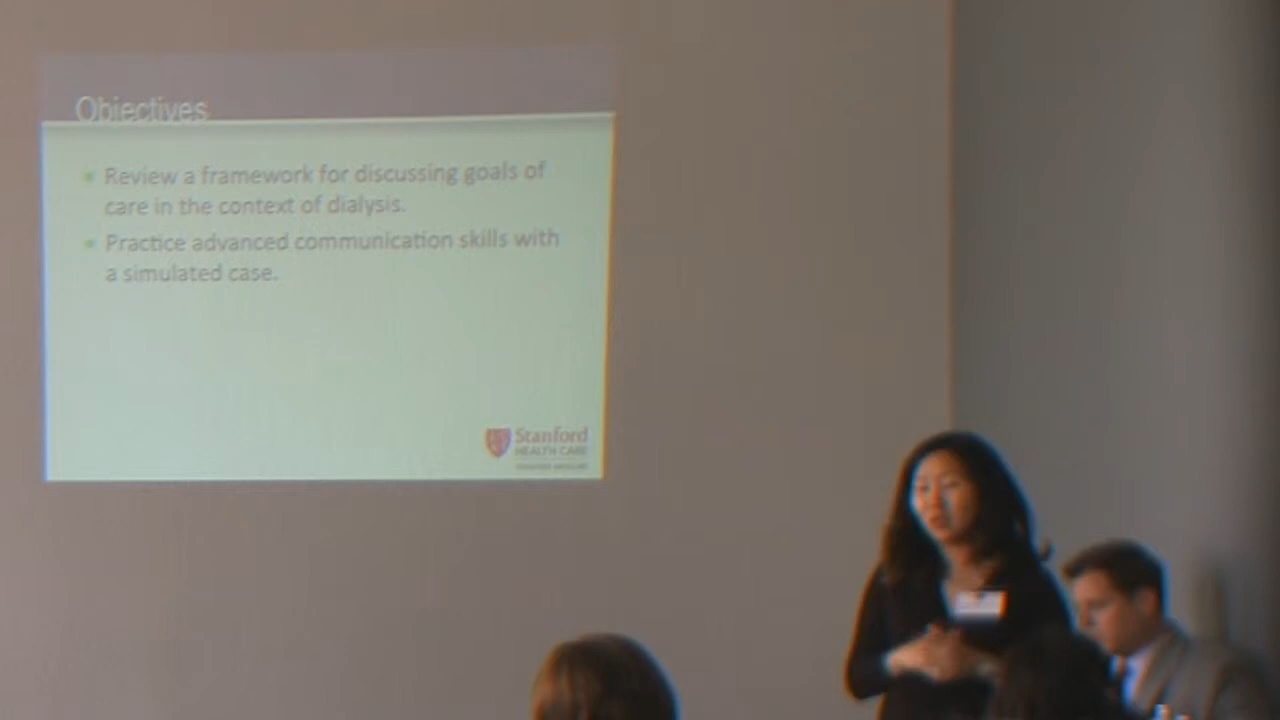 Objectives
Review a framework for discussing goals of
care in the context of dialysis.
Practice advanced communication skills with
a simulated case.
Stanford
HEALTH CARE